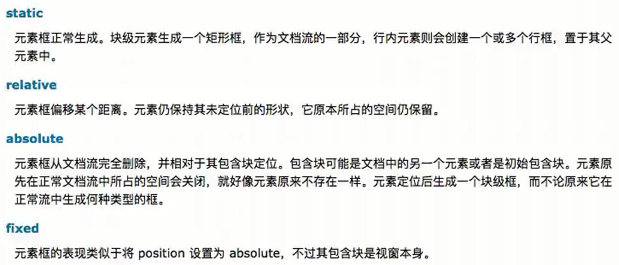 static
元素框正常生成。块级元素生成一个矩形框，作为文档流的一部分，行内元素则会创建一个或多个行框，置于其父
元素中。
relative
元素框偏移某个距离。元素仍保持其未定位前的形状，它原本所占的空间仍保留。
absolute
元素框从文档流完全删除，并相对于其包含块定位。包含块可能是文档中的另一个元素或者是初始包含块。元素原
先在正常文档流中所占的空间会关闭，就好像元素原来不存在一样。元素定位后生成一个块级框，而不论原来它在
正常流中生成何种类型的框。
fixed
元素框的表现类似于将 position 设置为 absolute，不过其包含块是视窗本身。